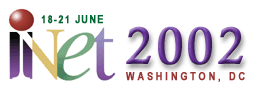 18-21 JUNE
iNet 2002
WASHINGTON, DC